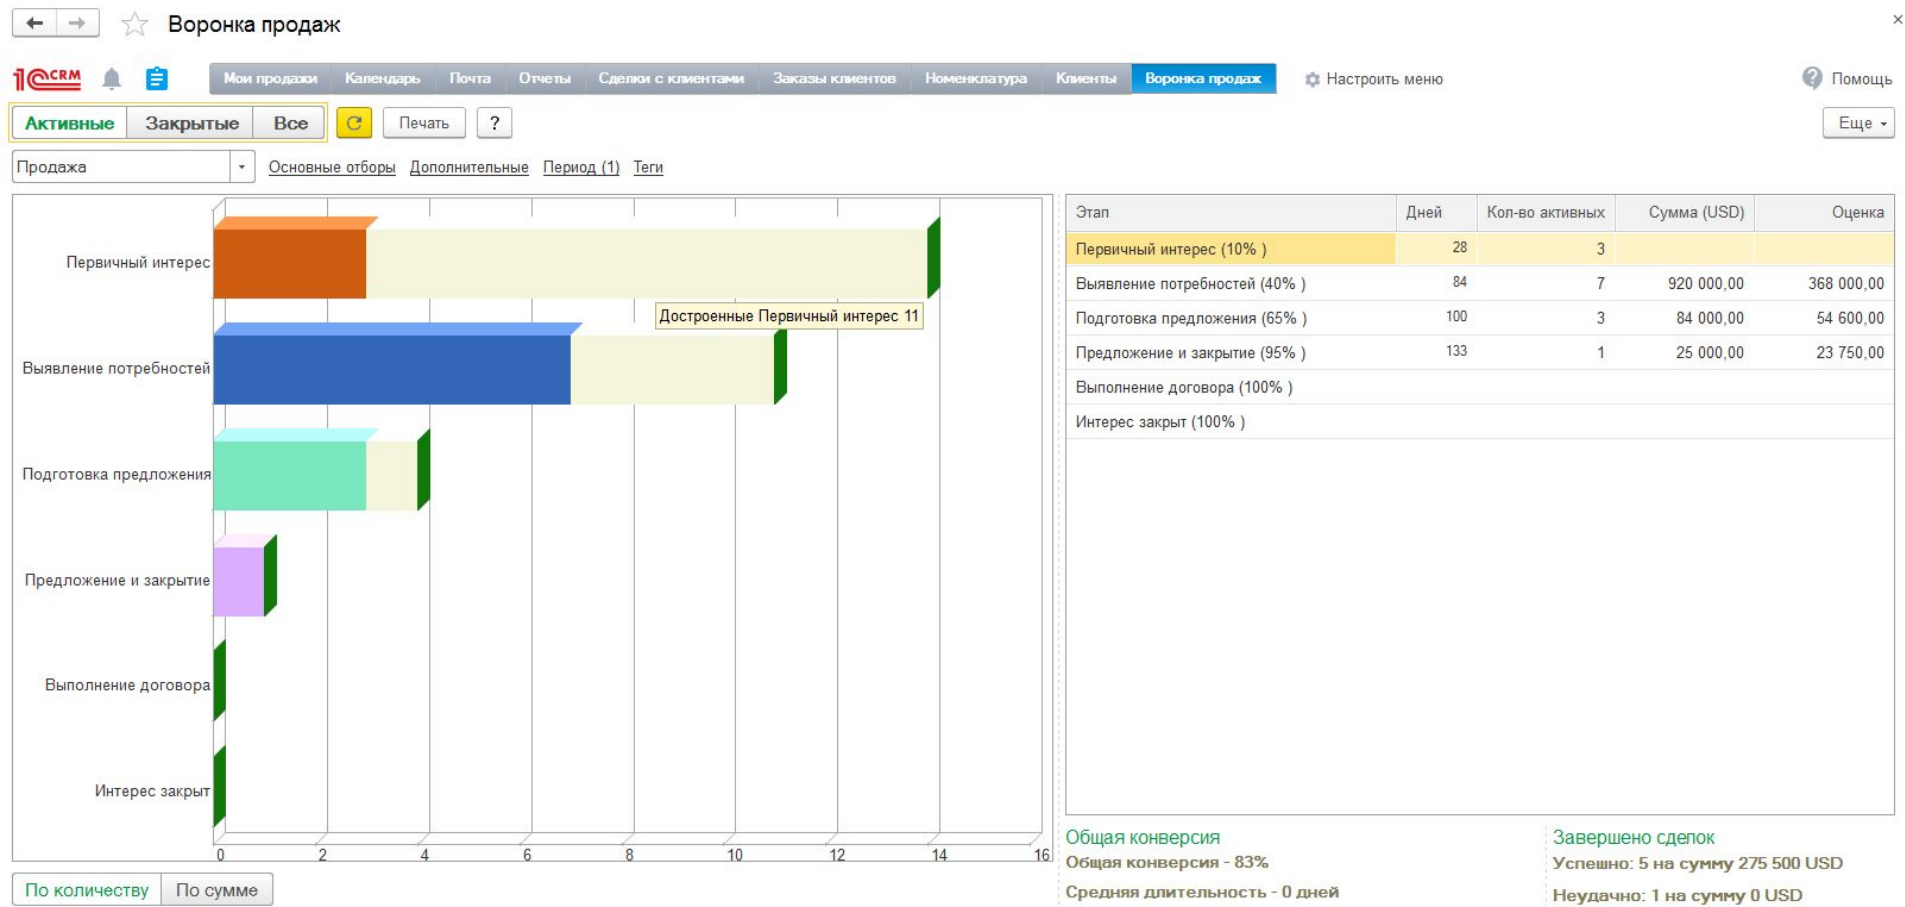 Воронка продаж
1С CRM Мои продажи Календарь Почта Отчеты Сделки с клиентами Заказы клиентов Номенклатура Клиенты Воронка продаж Настроить меню Помощь
Активные Закрытые Все Печать ? Еще
Продажа Основные отборы Дополнительные Период (1) Теги
Первичный интерес
Достроенные Первичный интерес 11
Выявление потребностей
Подготовка предложения
Предложение и закрытие
Выполнение договора
Интерес закрыт
0 2 4 6 8 10 12 14 16
По количеству По сумме
Этап Дней Кол-во активных Сумма (USD) Оценка
Первичный интерес (10% ) 28 3
Выявление потребностей (40% ) 84 7 920 000,00 368 000,00
Подготовка предложения (65% ) 100 3 84 000,00 54 600,00
Предложение и закрытие (95% ) 133 1 25 000,00 23 750,00
Выполнение договора (100% )
Интерес закрыт (100% )
Общая конверсия
Общая конверсия - 83%
Средняя длительность - 0 дней
Завершено сделок
Успешно: 5 на сумму 275 500 USD
Неудачно: 1 на сумму 0 USD